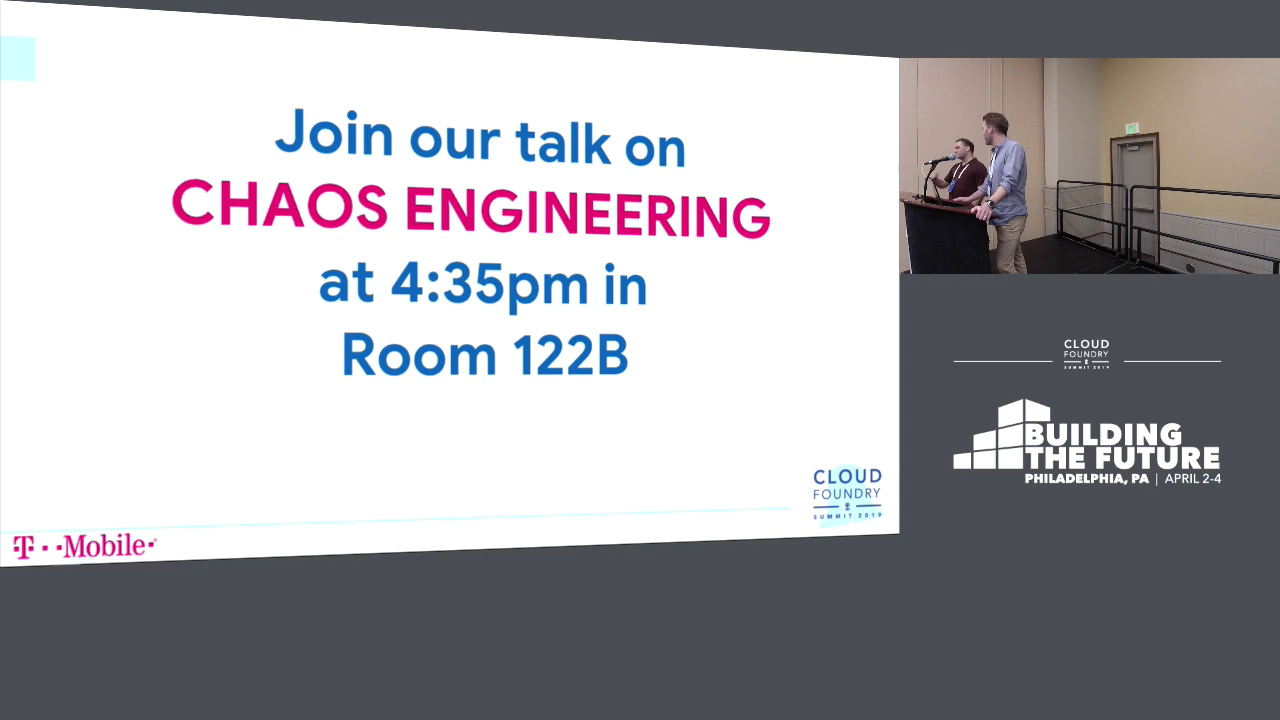 Join our talk on
CHAOS ENGINEERING
at 4:35pm in
Room 122B
CLOUD
FOUNDRY
SUMMIT 2019
T··Mobile·
CLOUD
FOUNDRY
SUMMIT 2019
BUILDING
THE FUTURE
PHILADELPHIA, PA | APRIL 2-4